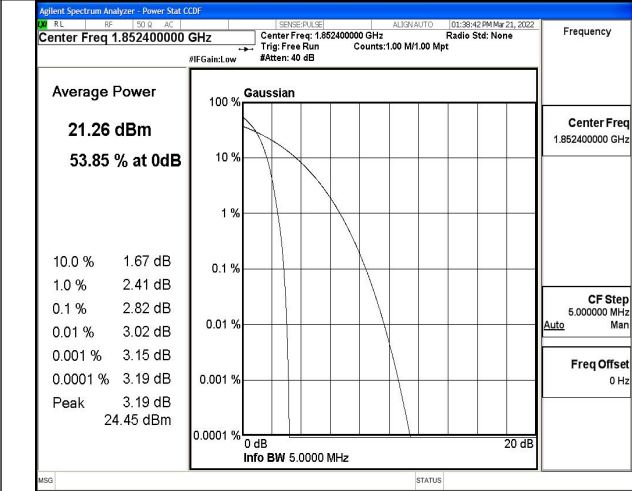 Agilent Spectrum Analyzer - Power Stat CCDF
RL RF 50 Ω AC SENSE:PULSE ALIGN AUTO 01:38:42 PM Mar 21, 2022
Center Freq 1.852400000 GHz
Center Freq: 1.852400000 GHz Radio Std: None
Trig: Free Run Counts:1.00 M/1.00 Mpt
#IFGain:Low #Atten: 40 dB
Frequency
Average Power
21.26 dBm
53.85 % at 0dB
10.0 % 1.67 dB
1.0 % 2.41 dB
0.1 % 2.82 dB
0.01 % 3.02 dB
0.001 % 3.15 dB
0.0001 % 3.19 dB
Peak 3.19 dB
24.45 dBm
Gaussian
100 %
10 %
1 %
0.1 %
0.01 %
0.001 %
0.0001 %
0 dB 20 dB
Info BW 5.0000 MHz
Center Freq
1.852400000 GHz
CF Step
5.000000 MHz
Auto Man
Freq Offset
0 Hz
MSG STATUS